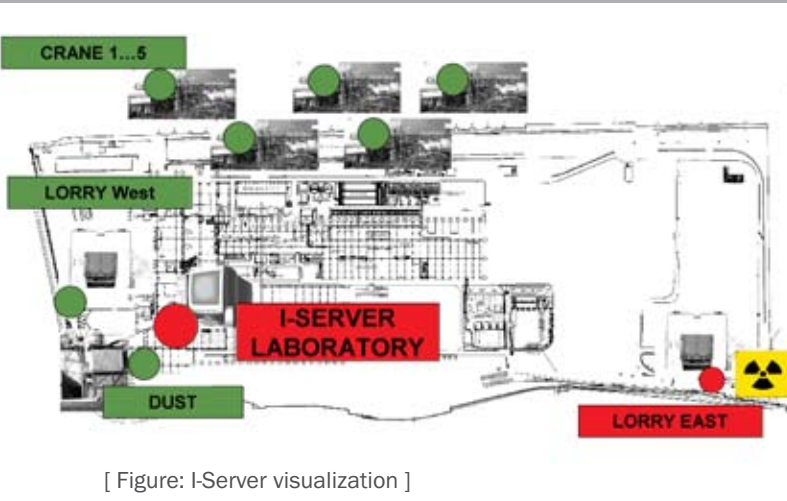 CRANE 1...5
LORRY West
I-SERVER
LABORATORY
DUST
LORRY EAST
[ Figure: I-Server visualization ]